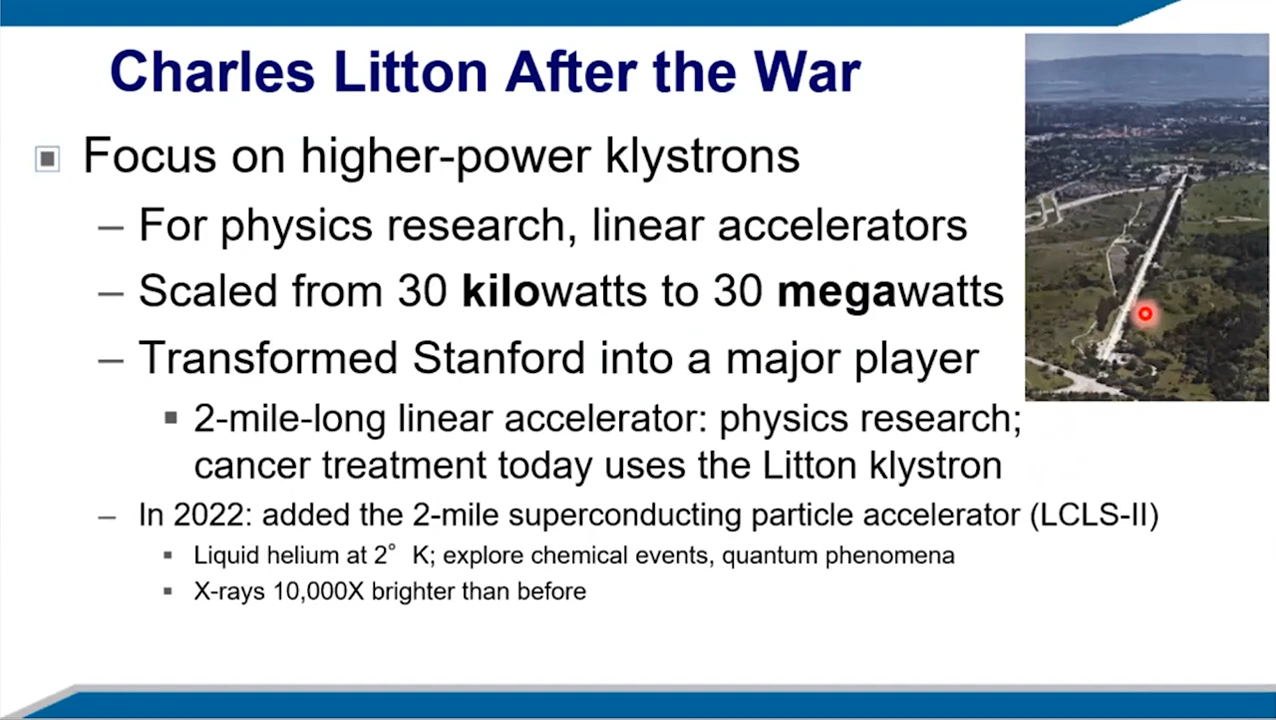 Charles Litton After the War
Focus on higher-power klystrons
– For physics research, linear accelerators
– Scaled from 30 kilowatts to 30 megawatts
– Transformed Stanford into a major player
▪ 2-mile-long linear accelerator: physics research;
cancer treatment today uses the Litton klystron
– In 2022: added the 2-mile superconducting particle accelerator (LCLS-II)
▪ Liquid helium at 2° K; explore chemical events, quantum phenomena
▪ X-rays 10,000X brighter than before